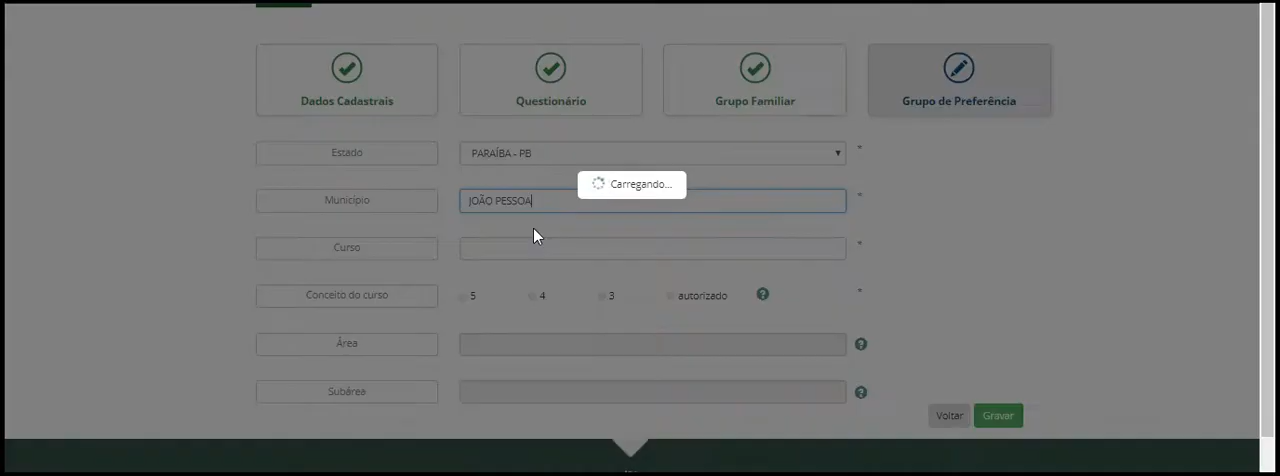 Dados Cadastrais
Questionário
Grupo Familiar
Grupo de Preferência
Estado
PARAÍBA - PB
*
Carregando...
Município
JOÃO PESSOA
*
Curso
*
Conceito do curso
5
4
3
autorizado
?
*
Área
?
Subárea
?
Voltar
Gravar